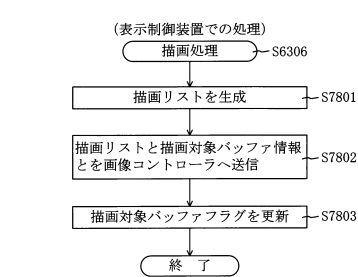 (表示制御装置での処理)
描画処理
S6306
描画リストを生成
S7801
描画リストと描画対象バッファ情報
とを画像コントローラへ送信
S7802
描画対象バッファフラグを更新
S7803
終 了